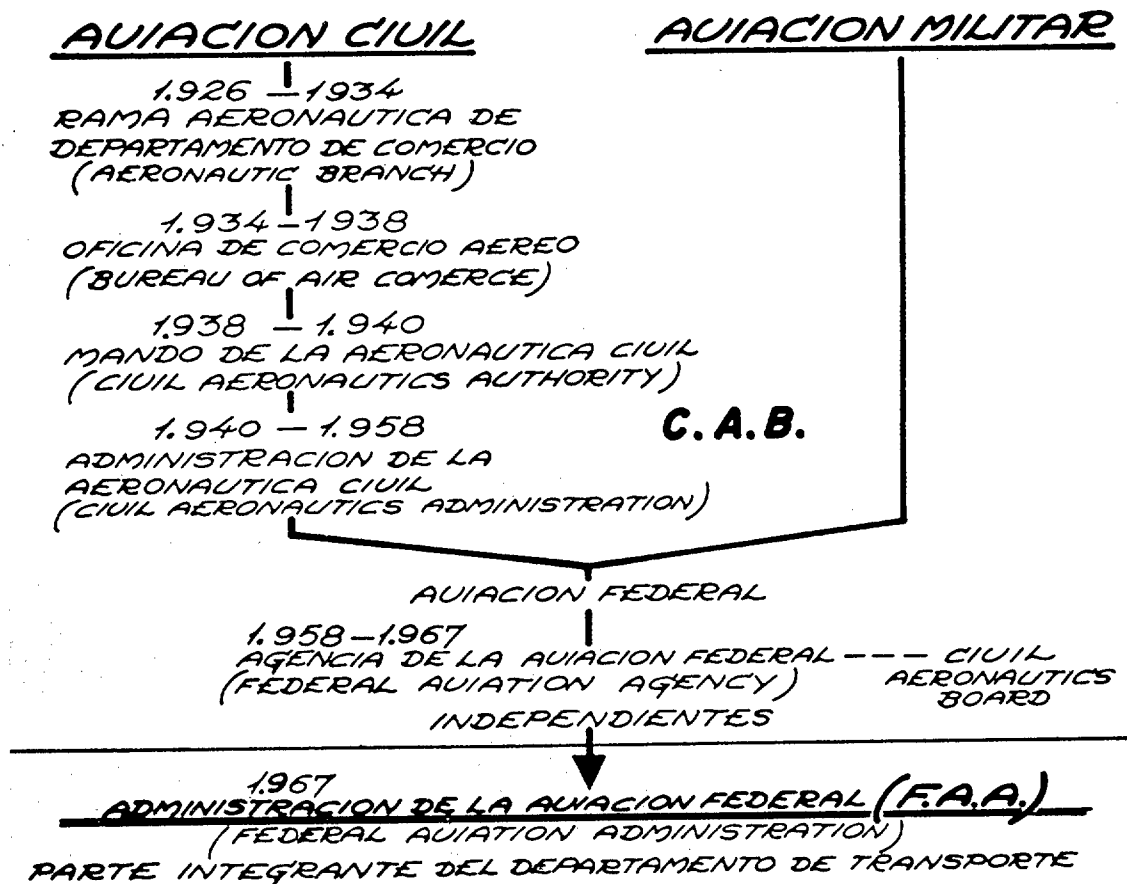 AVIACION CIVIL
AVIACION MILITAR
1.926 – 1934
RAMA AERONAUTICA DE
DEPARTAMENTO DE COMERCIO
(AERONAUTIC BRANCH)
1.934 – 1938
OFICINA DE COMERCIO AEREO
(BUREAU OF AIR COMERCE)
1.938 – 1.940
MANDO DE LA AERONAUTICA CIVIL
(CIVIL AERONAUTICS AUTHORITY)
1.940 – 1.958
C.A.B.
ADMINISTRACION DE LA
AERONAUTICA CIVIL
(CIVIL AERONAUTICS ADMINISTRATION)
AVIACION FEDERAL
1.958 – 1.967
AGENCIA DE LA AVIACION FEDERAL --- CIVIL
(FEDERAL AVIATION AGENCY) AERONAUTICS
BOARD
INDEPENDIENTES
1.967
ADMINISTRACION DE LA AVIACION FEDERAL (F.A.A.)
(FEDERAL AVIATION ADMINISTRATION)
PARTE INTEGRANTE DEL DEPARTAMENTO DE TRANSPORTE